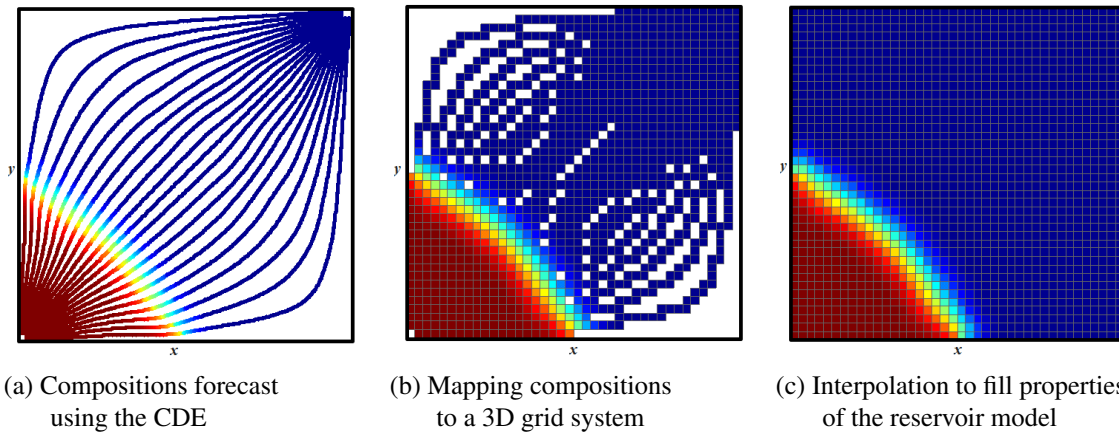 y
x
y
x
y
x
(a) Compositions forecast
using the CDE
(b) Mapping compositions
to a 3D grid system
(c) Interpolation to fill properties
of the reservoir model